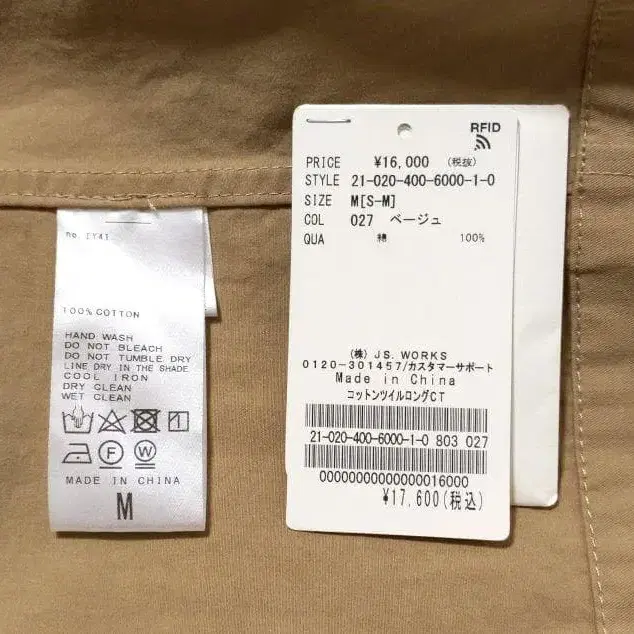 no. IY41
100% COTTON
HAND WASH
DO NOT BLEACH
DO NOT TUMBLE DRY
LINE DRY IN THE SHADE
COOL IRON
DRY CLEAN
WET CLEAN
F
W
MADE IN CHINA
M
RFID
PRICE ¥16,000 (税抜)
STYLE 21-020-400-6000-1-0
SIZE M[S-M]
COL 027 ベージュ
QUA 綿 100%
(株) JS. WORKS
0120-301457/カスタマーサポート
Made in China
コットンツイルロングCT
21-020-400-6000-1-0 803 027
00000000000000016000
¥17,600(税込)